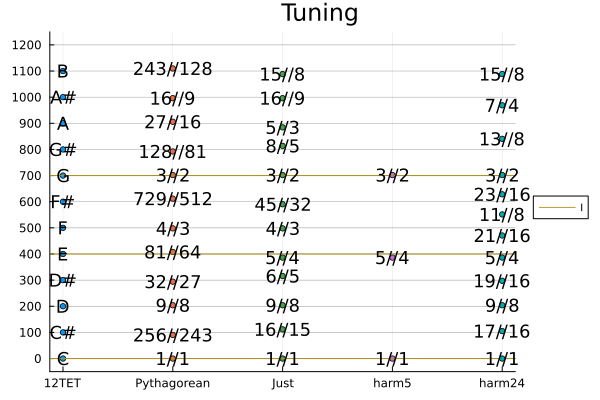 Tuning
1200
1100 B 243//128 15//8 15//8
1000 A# 16//9 16//9 7//4
900 A 27//16 5//3 13//8
800 G# 128//81 8//5
700 G 3//2 3//2 3//2 3//2
600 F# 729//512 45//32 23//16
11//8
500 F 4//3 4//3 21//16
400 E 81//64 5//4 5//4 5//4
300 D# 32//27 6//5 19//16
200 D 9//8 9//8 9//8
100 C# 256//243 16//15 17//16
0 C 1//1 1//1 1//1 1//1
12TET Pythagorean Just harm5 harm24
I